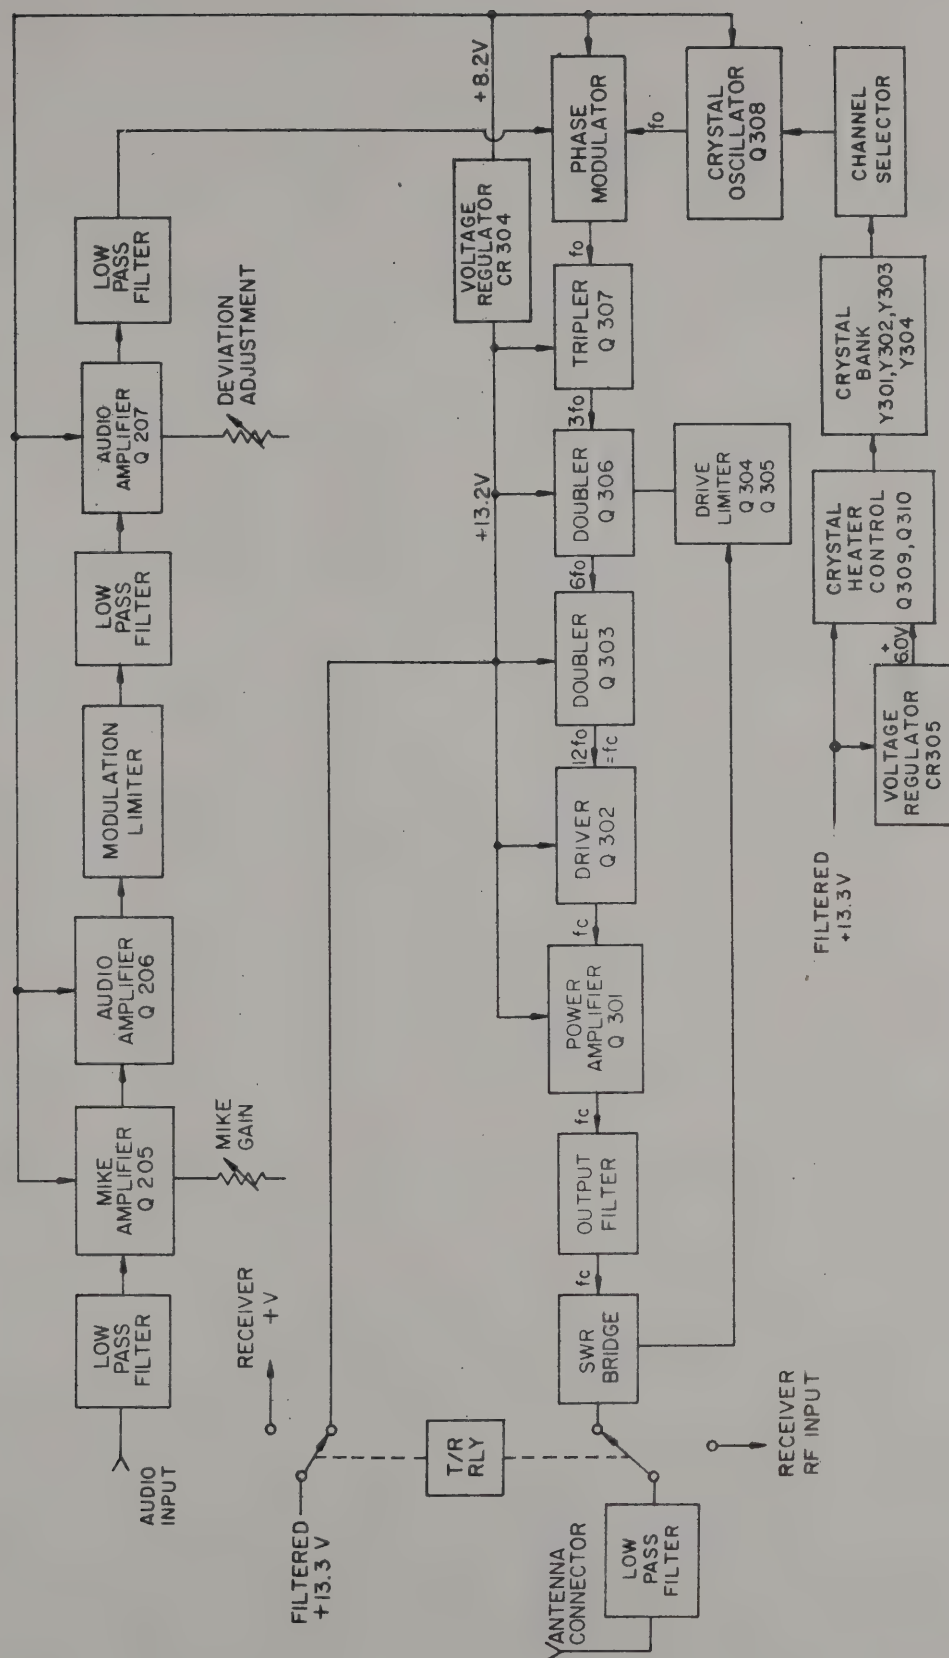 AUDIO
INPUT
LOW
PASS
FILTER
MIKE
AMPLIFIER
Q 205
MIKE
GAIN
AUDIO
AMPLIFIER
Q 206
MODULATION
LIMITER
LOW
PASS
FILTER
AUDIO
AMPLIFIER
Q 207
DEVIATION
ADJUSTMENT
LOW
PASS
FILTER
FILTERED
+13.3 V
RECEIVER
+V
T/R
RLY
+13.2V
VOLTAGE
REGULATOR
CR 304
+8.2V
ANTENNA
CONNECTOR
LOW
PASS
FILTER
RECEIVER
RF INPUT
SWR
BRIDGE
fc
OUTPUT
FILTER
fc
POWER
AMPLIFIER
Q 301
fc
DRIVER
Q 302
12fo
=fc
DOUBLER
Q 303
6fo
DOUBLER
Q 306
3fo
TRIPLER
Q 307
fo
PHASE
MODULATOR
DRIVE
LIMITER
Q 304
Q 305
fo
CRYSTAL
OSCILLATOR
Q 308
FILTERED
+13.3V
VOLTAGE
REGULATOR
CR305
+
6.0V
CRYSTAL
HEATER
CONTROL
Q309, Q310
CRYSTAL
BANK
Y301,Y302,Y303
Y304
CHANNEL
SELECTOR